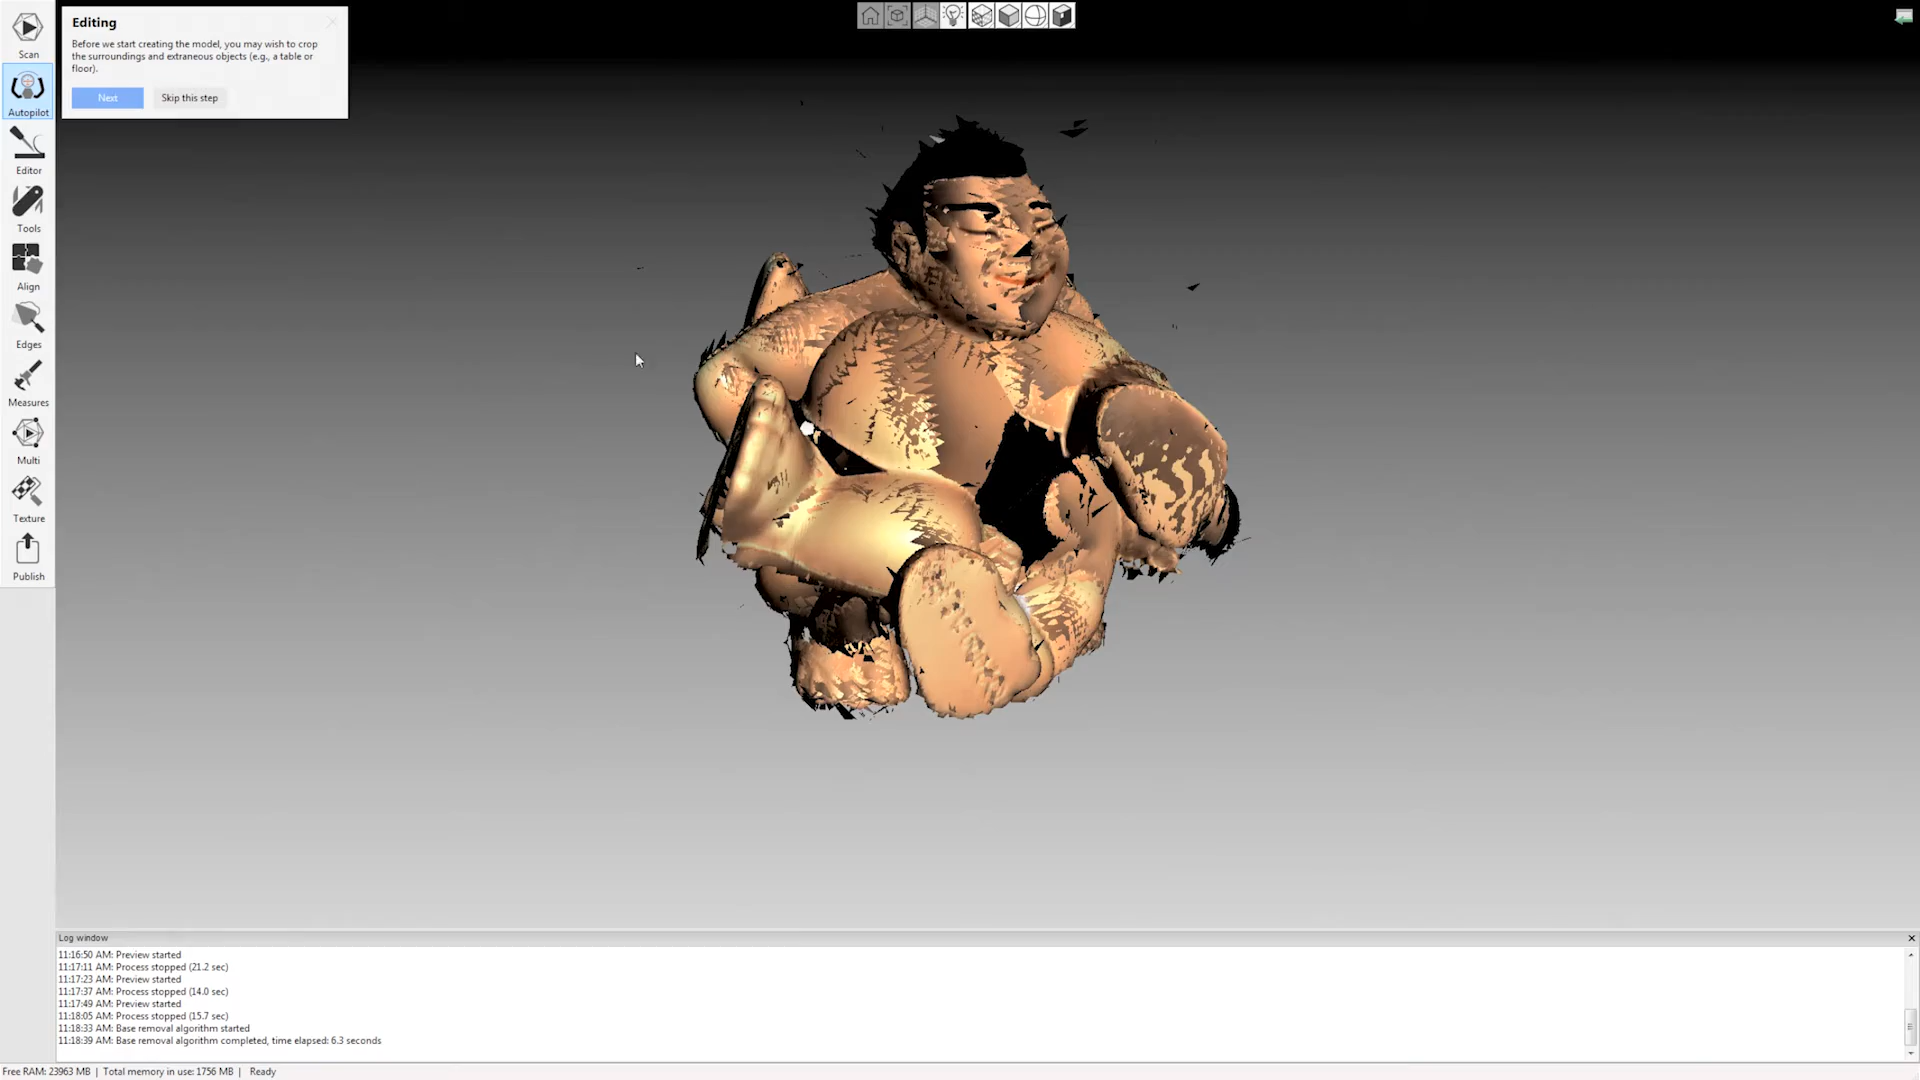 Editing
Before we start creating the model, you may wish to crop
the surroundings and extraneous objects (e.g., a table or
floor).
Next
Skip this step
Scan
Autopilot
Editor
Tools
Align
Edges
Measures
Multi
Texture
Publish
Log window
11:16:50 AM: Preview started
11:17:11 AM: Process stopped (21.2 sec)
11:17:23 AM: Preview started
11:17:37 AM: Process stopped (14.0 sec)
11:17:49 AM: Preview started
11:18:05 AM: Process stopped (15.7 sec)
11:18:33 AM: Base removal algorithm started
11:18:39 AM: Base removal algorithm completed, time elapsed: 6.3 seconds
Free RAM: 23963 MB | Total memory in use: 1756 MB | Ready